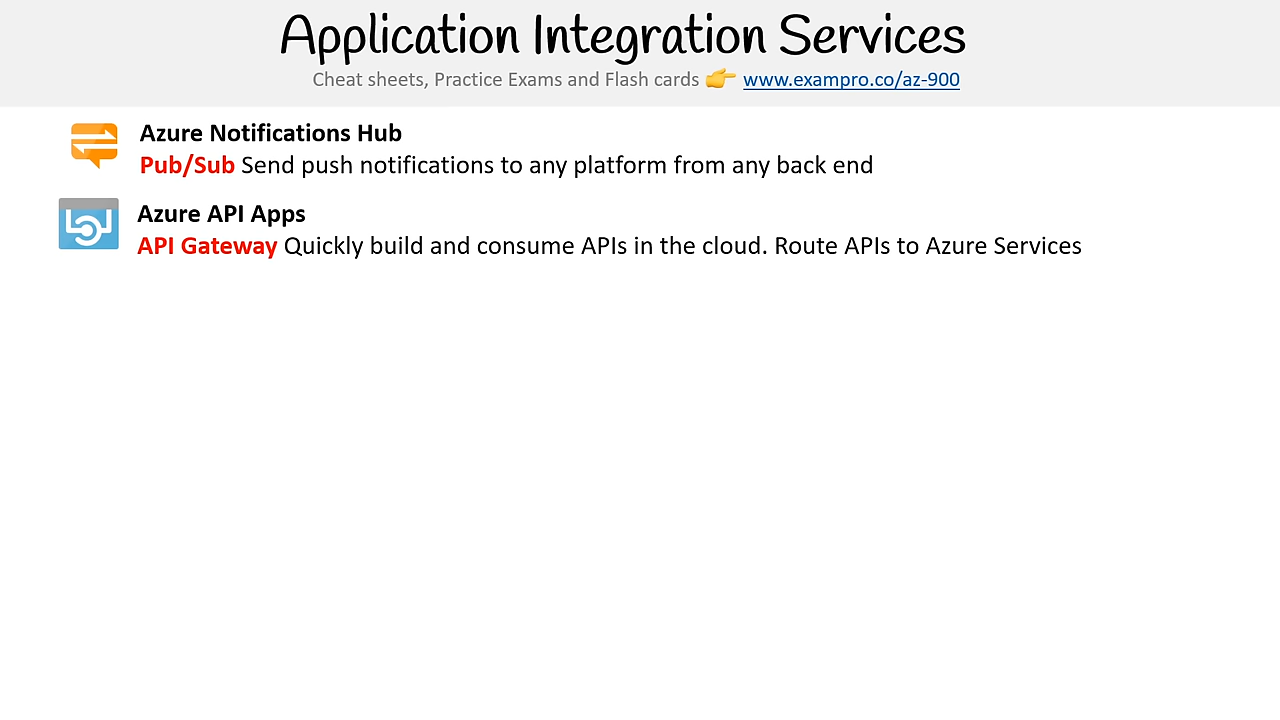 Application Integration Services
Cheat sheets, Practice Exams and Flash cards 👉 www.exampro.co/az-900
Azure Notifications Hub
Pub/Sub Send push notifications to any platform from any back end
Azure API Apps
API Gateway Quickly build and consume APIs in the cloud. Route APIs to Azure Services